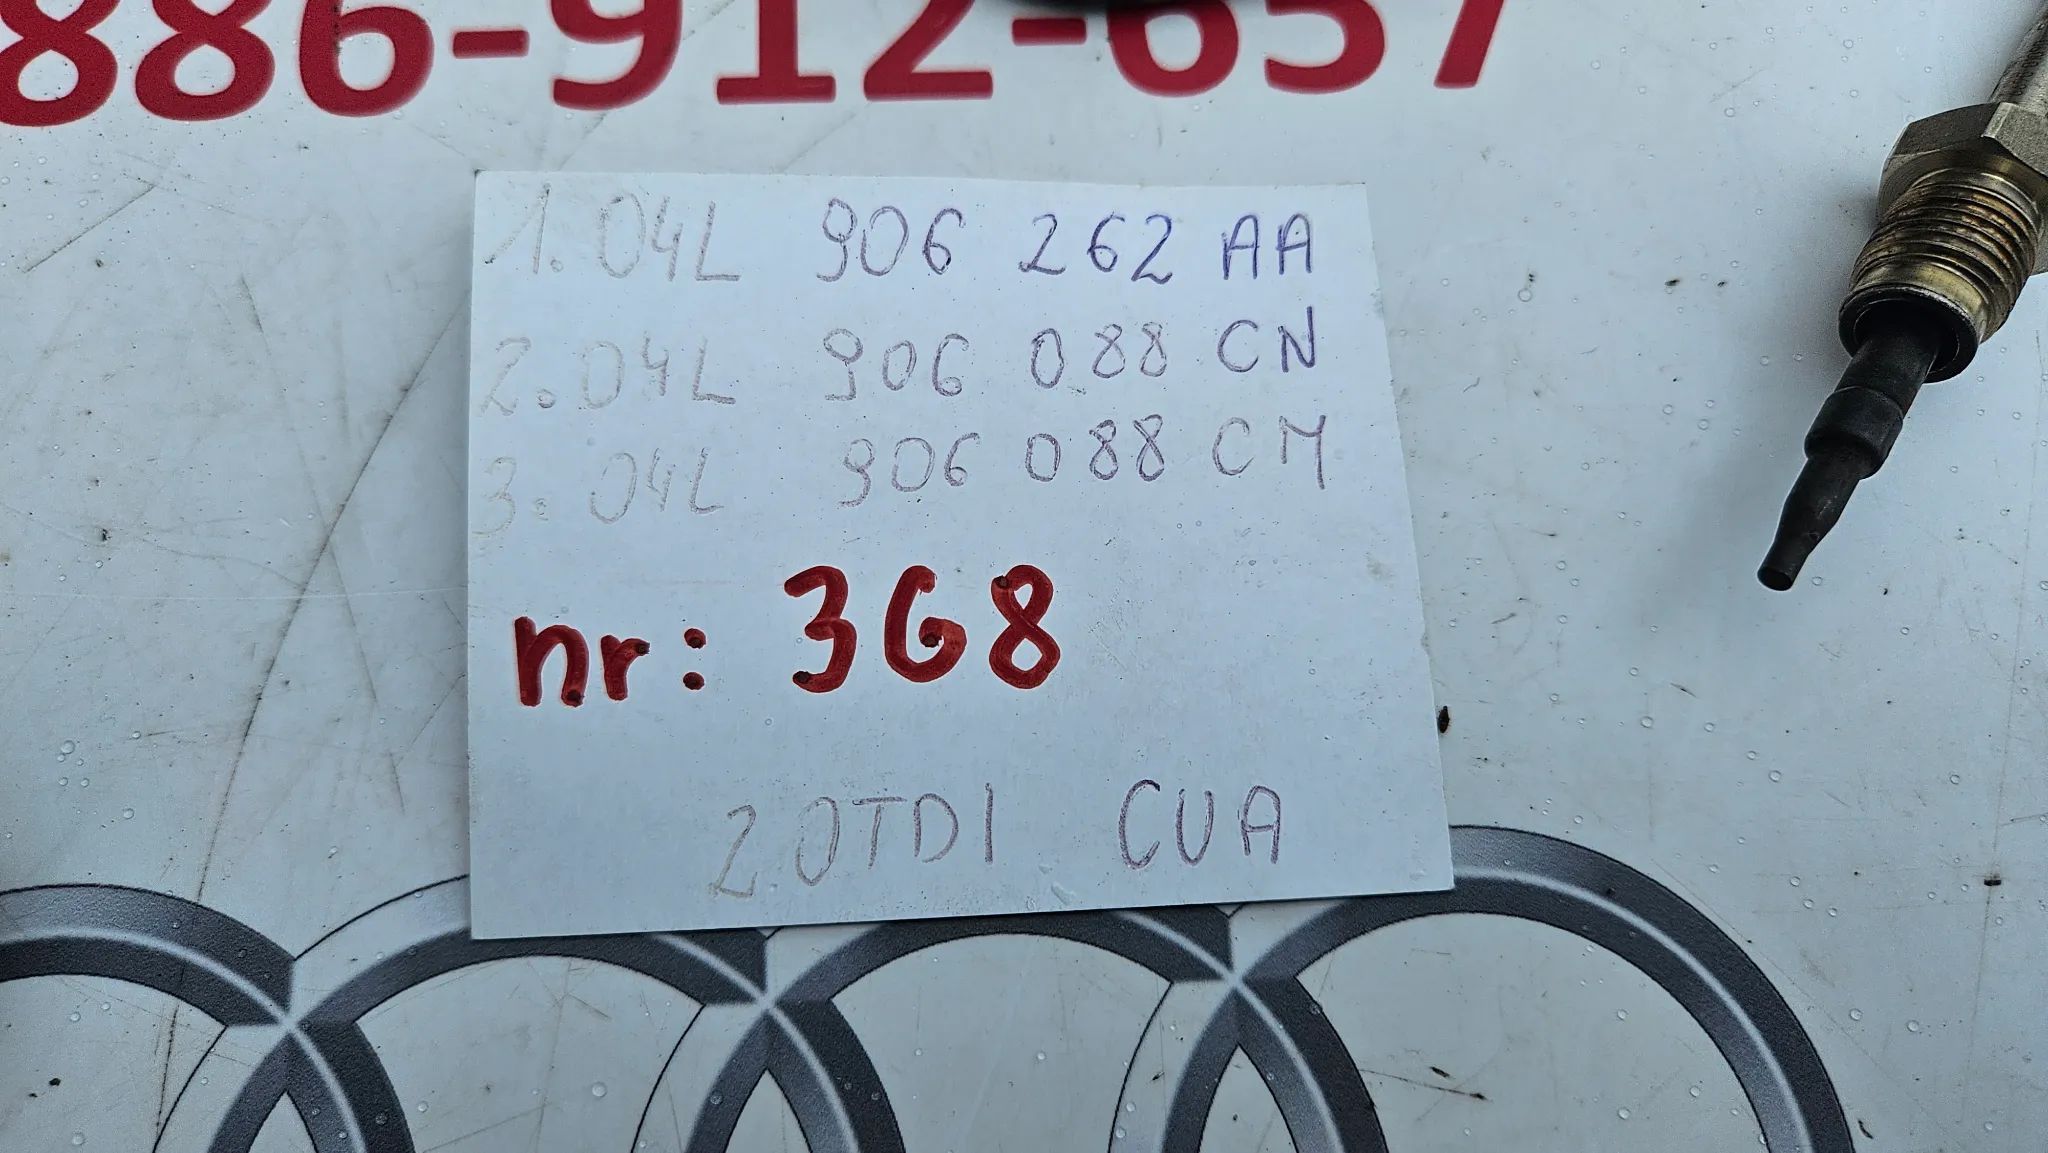 886-912-657
1. 04L 906 262 AA
2. 04L 906 088 CN
3. 04L 906 088 CM
nr: 368
2 0TDI CUA